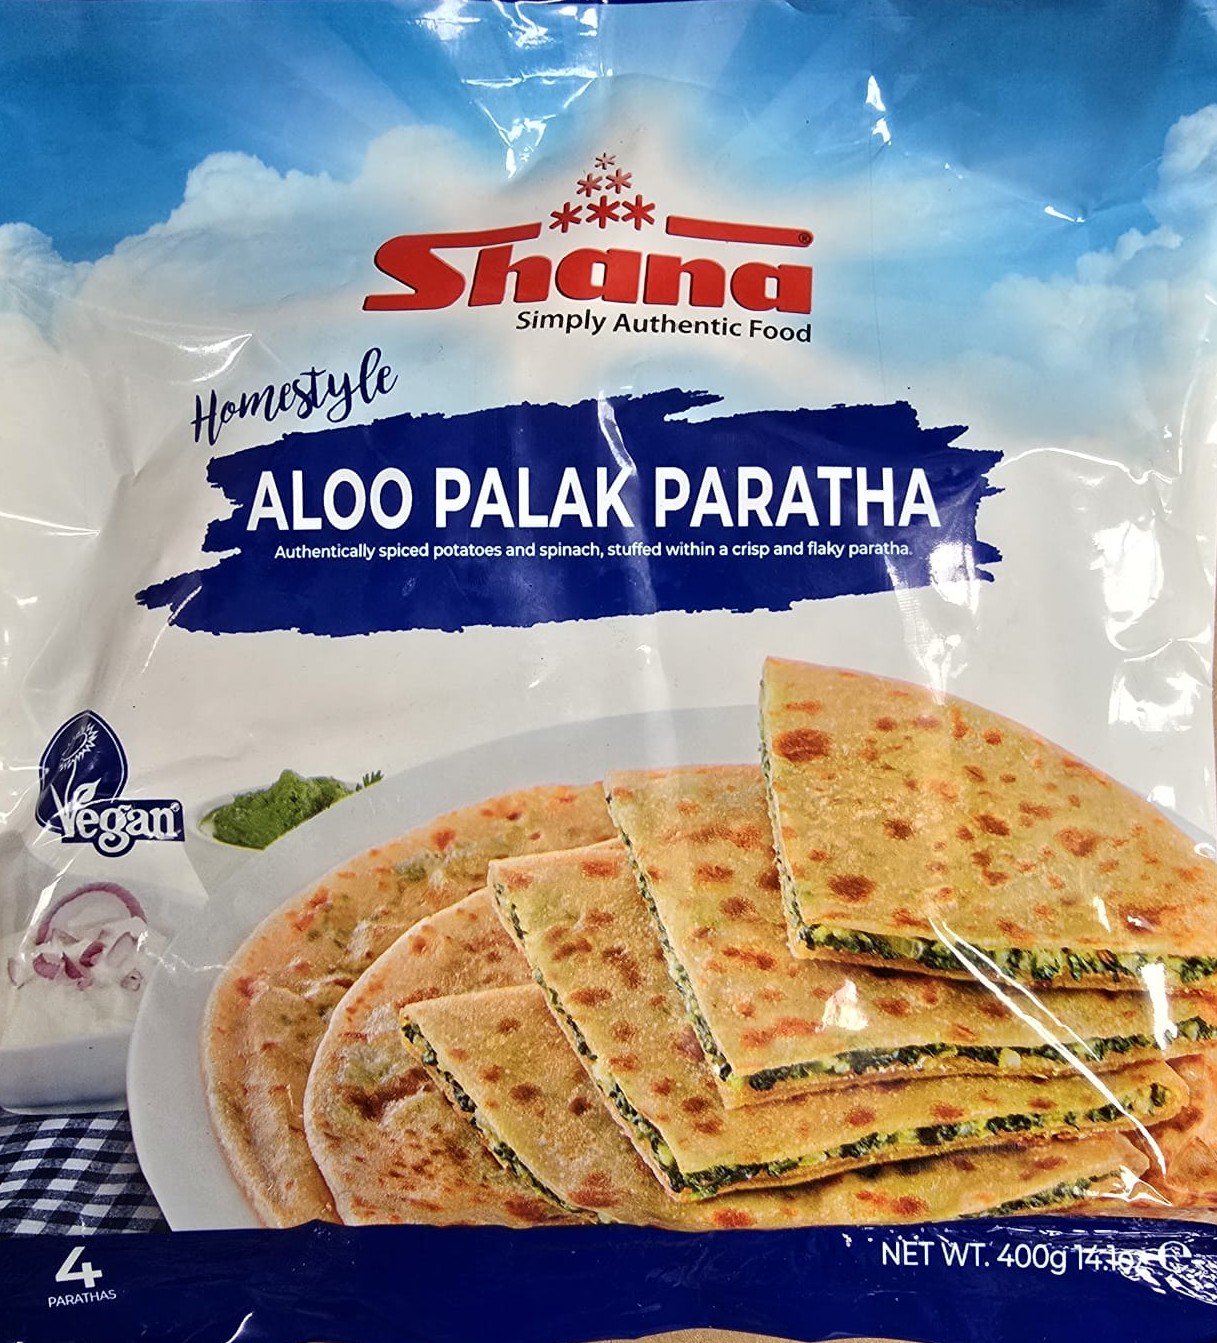 Shana®
Simply Authentic Food
Homestyle
ALOO PALAK PARATHA
Authentically spiced potatoes and spinach, stuffed within a crisp and flaky paratha.
Vegan
4
PARATHAS
NET WT. 400g